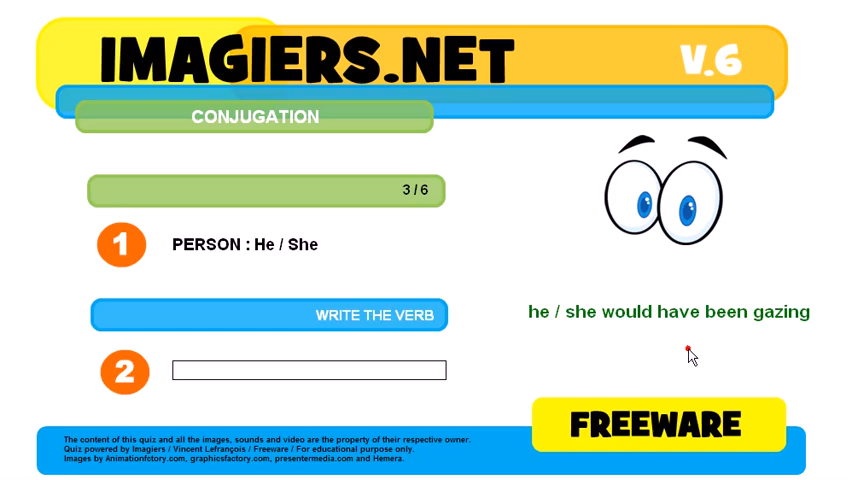 IMAGIERS.NET
V.6
CONJUGATION
3 / 6
1
PERSON : He / She
WRITE THE VERB
he / she would have been gazing
2
FREEWARE
The content of this quiz and all the images, sounds and video are the property of their respective owner.
Quiz powered by Imagiers / Vincent Lefrançois / Freeware / For educational purpose only.
Images by Animationfctory.com, graphicsfactory.com, presentermedia.com and Hemera.